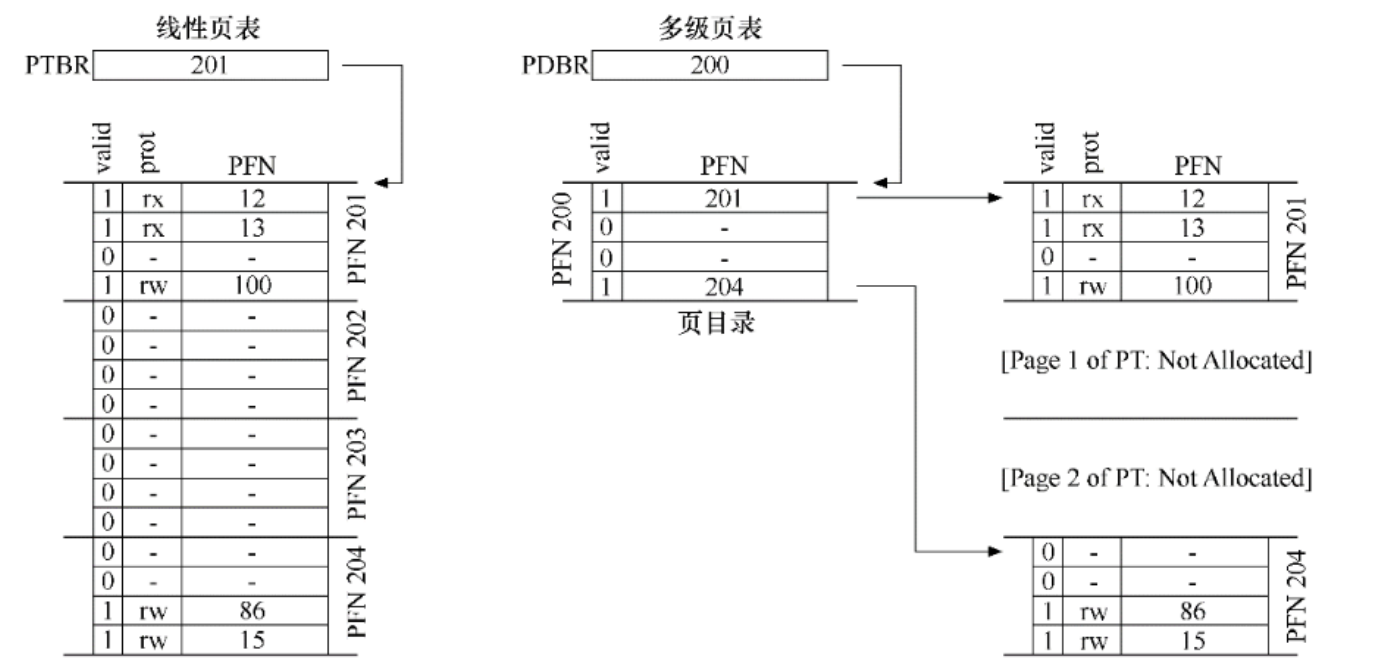 线性页表
PTBR 201
valid prot PFN
1 rx 12
1 rx 13
0 - -
1 rw 100
PFN 201
0 - -
0 - -
0 - -
0 - -
PFN 202
0 - -
0 - -
0 - -
0 - -
PFN 203
0 - -
0 - -
1 rw 86
1 rw 15
PFN 204
多级页表
PDBR 200
valid PFN
PFN 200
1 201
0 -
0 -
1 204
页目录
valid prot PFN
1 rx 12
1 rx 13
0 - -
1 rw 100
PFN 201
[Page 1 of PT: Not Allocated]
[Page 2 of PT: Not Allocated]
0 - -
0 - -
1 rw 86
1 rw 15
PFN 204